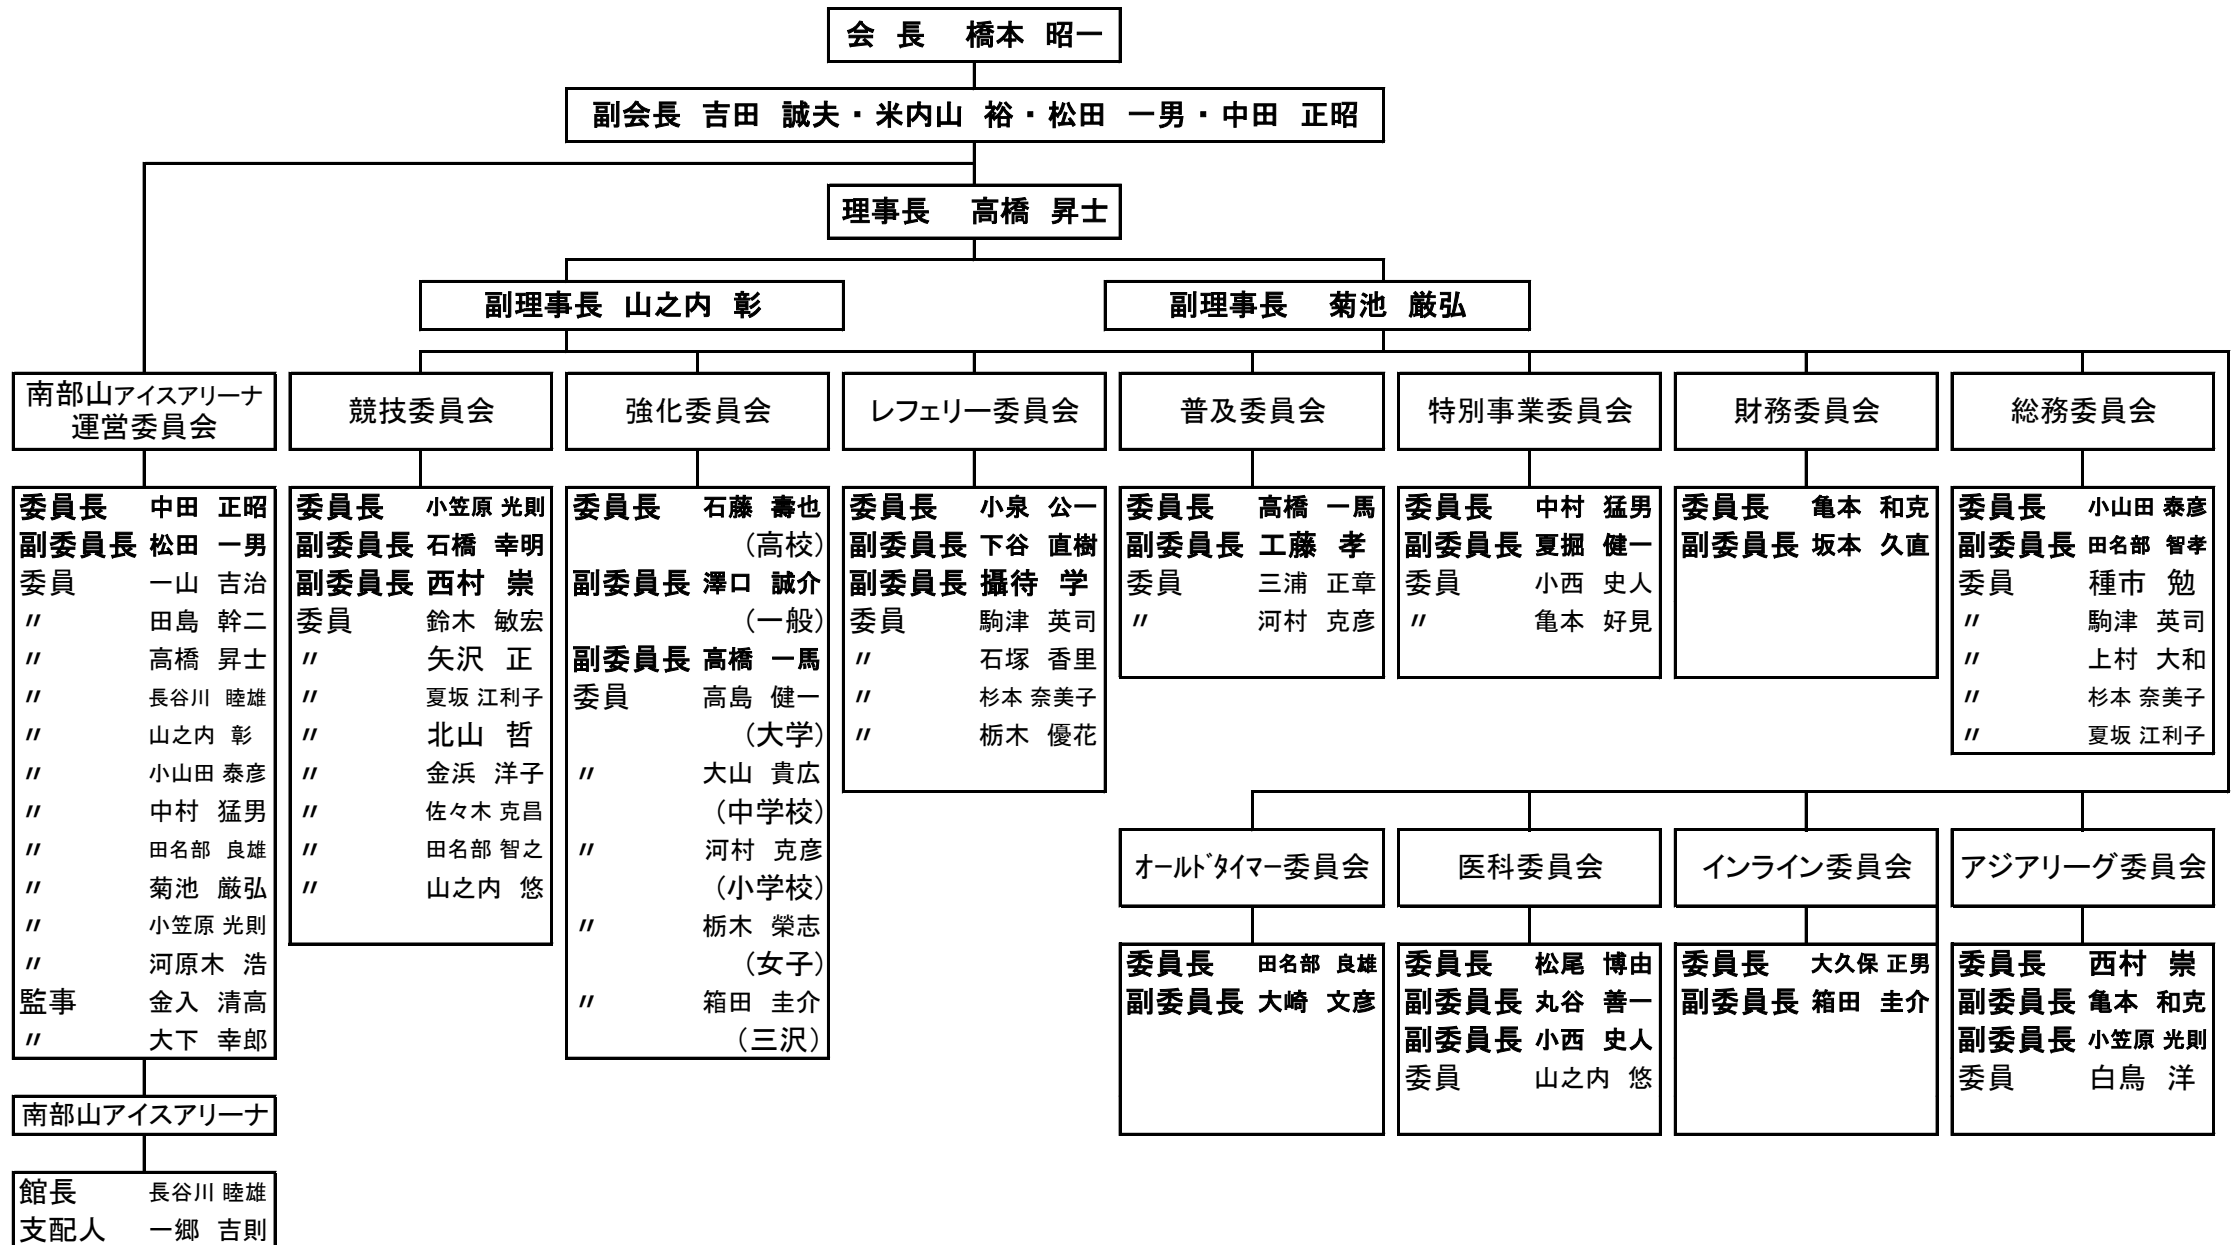 会 長 橋本 昭一
副会長 吉田 誠夫・米内山 裕・松田 一男・中田 正昭
理事長 高橋 昇士
副理事長 山之内 彰
副理事長 菊池 厳弘
南部山アイスアリーナ
運営委員会
委員長 中田 正昭
副委員長 松田 一男
委員 一山 吉治
〃 田島 幹二
〃 高橋 昇士
〃 長谷川 睦雄
〃 山之内 彰
〃 小山田 泰彦
〃 中村 猛男
〃 田名部 良雄
〃 菊池 厳弘
〃 小笠原 光則
〃 河原木 浩
監事 金入 清高
〃 大下 幸郎
南部山アイスアリーナ
館長 長谷川 睦雄
支配人 一郷 吉則
競技委員会
委員長 小笠原 光則
副委員長 石橋 幸明
副委員長 西村 崇
委員 鈴木 敏宏
〃 矢沢 正
〃 夏坂 江利子
〃 北山 哲
〃 金浜 洋子
〃 佐々木 克昌
〃 田名部 智之
〃 山之内 悠
強化委員会
委員長 石藤 壽也
（高校）
副委員長 澤口 誠介
（一般）
副委員長 高橋 一馬
委員 高島 健一
（大学）
〃 大山 貴広
（中学校）
〃 河村 克彦
（小学校）
〃 栃木 榮志
（女子）
〃 箱田 圭介
（三沢）
レフェリー委員会
委員長 小泉 公一
副委員長 下谷 直樹
副委員長 攝待 学
委員 駒津 英司
〃 石塚 香里
〃 杉本 奈美子
〃 栃木 優花
普及委員会
委員長 高橋 一馬
副委員長 工藤 孝
委員 三浦 正章
〃 河村 克彦
特別事業委員会
委員長 中村 猛男
副委員長 夏掘 健一
委員 小西 史人
〃 亀本 好見
財務委員会
委員長 亀本 和克
副委員長 坂本 久直
総務委員会
委員長 小山田 泰彦
副委員長 田名部 智孝
委員 種市 勉
〃 駒津 英司
〃 上村 大和
〃 杉本 奈美子
〃 夏坂 江利子
オールドタイマー委員会
委員長 田名部 良雄
副委員長 大崎 文彦
医科委員会
委員長 松尾 博由
副委員長 丸谷 善一
副委員長 小西 史人
委員 山之内 悠
インライン委員会
委員長 大久保 正男
副委員長 箱田 圭介
アジアリーグ委員会
委員長 西村 崇
副委員長 亀本 和克
副委員長 小笠原 光則
委員 白鳥 洋